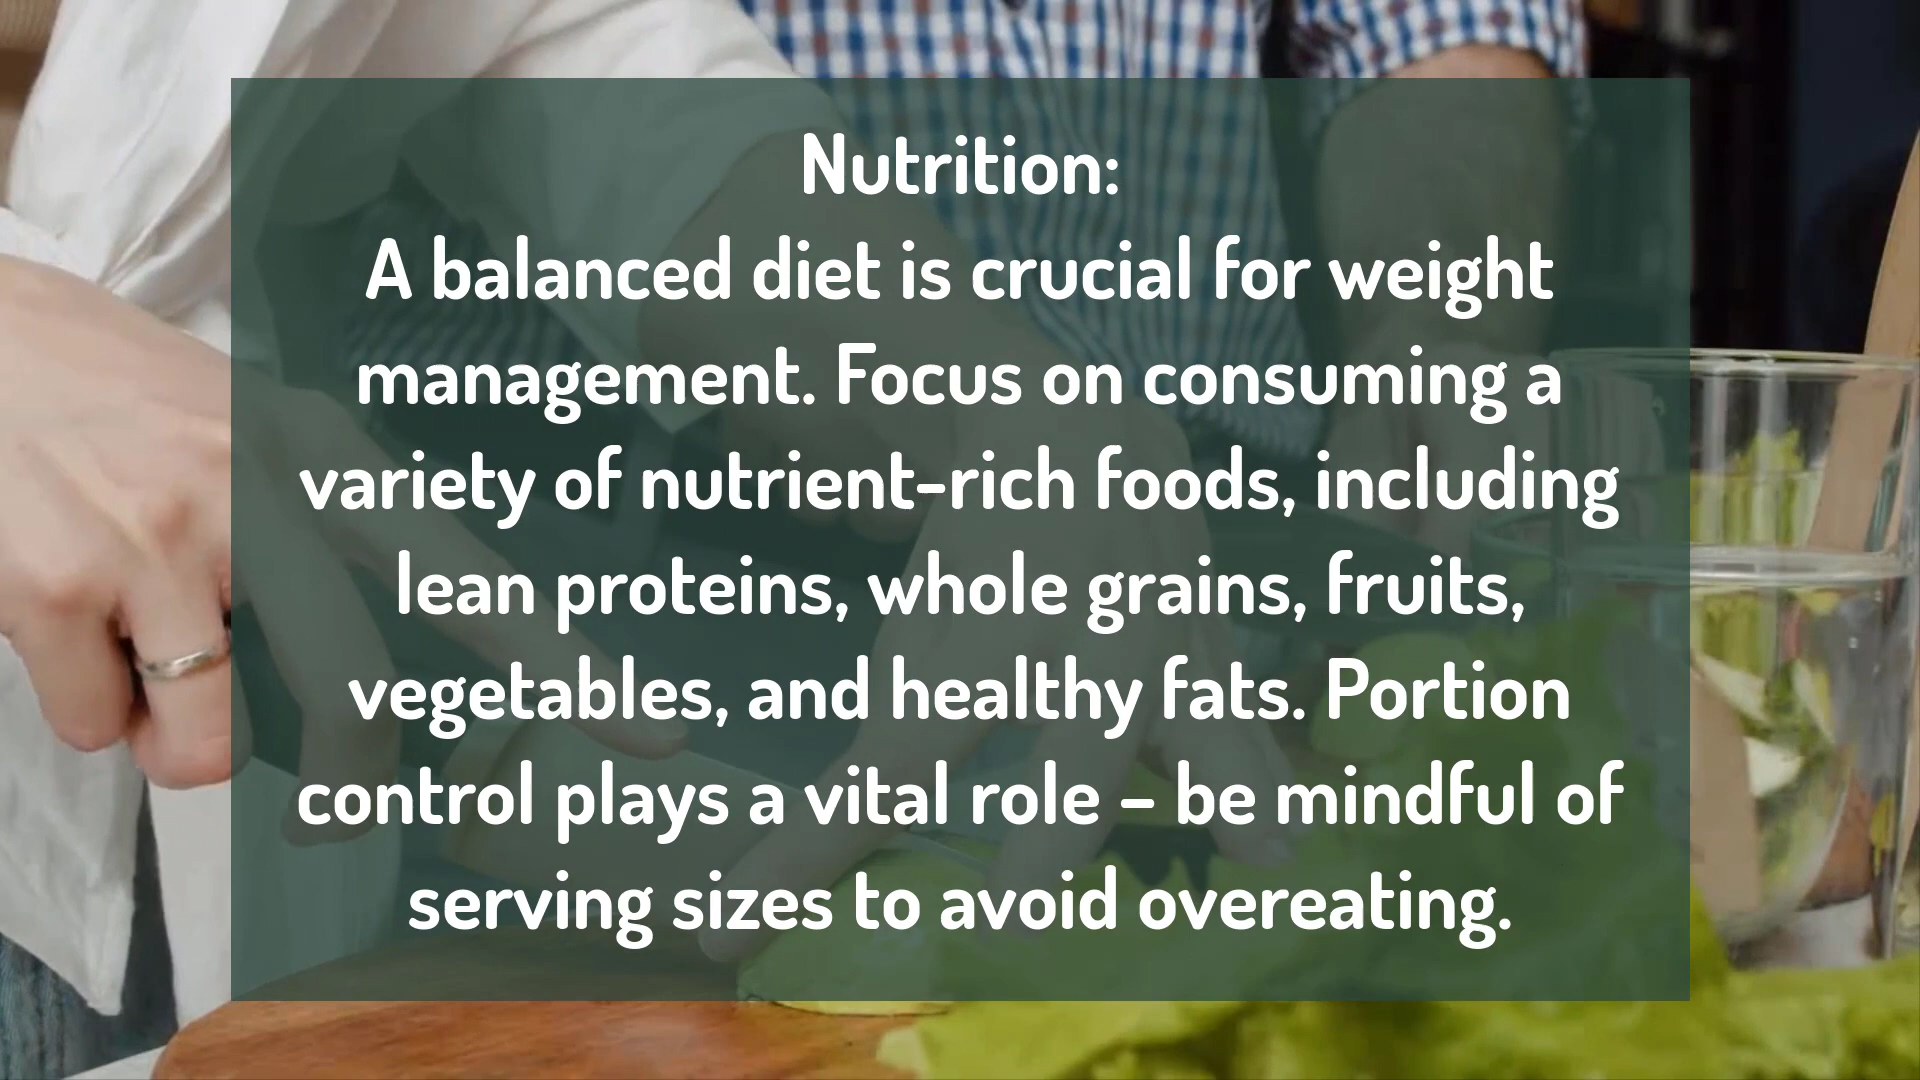 Nutrition:
A balanced diet is crucial for weight
management. Focus on consuming a
variety of nutrient-rich foods, including
lean proteins, whole grains, fruits,
vegetables, and healthy fats. Portion
control plays a vital role – be mindful of
serving sizes to avoid overeating.